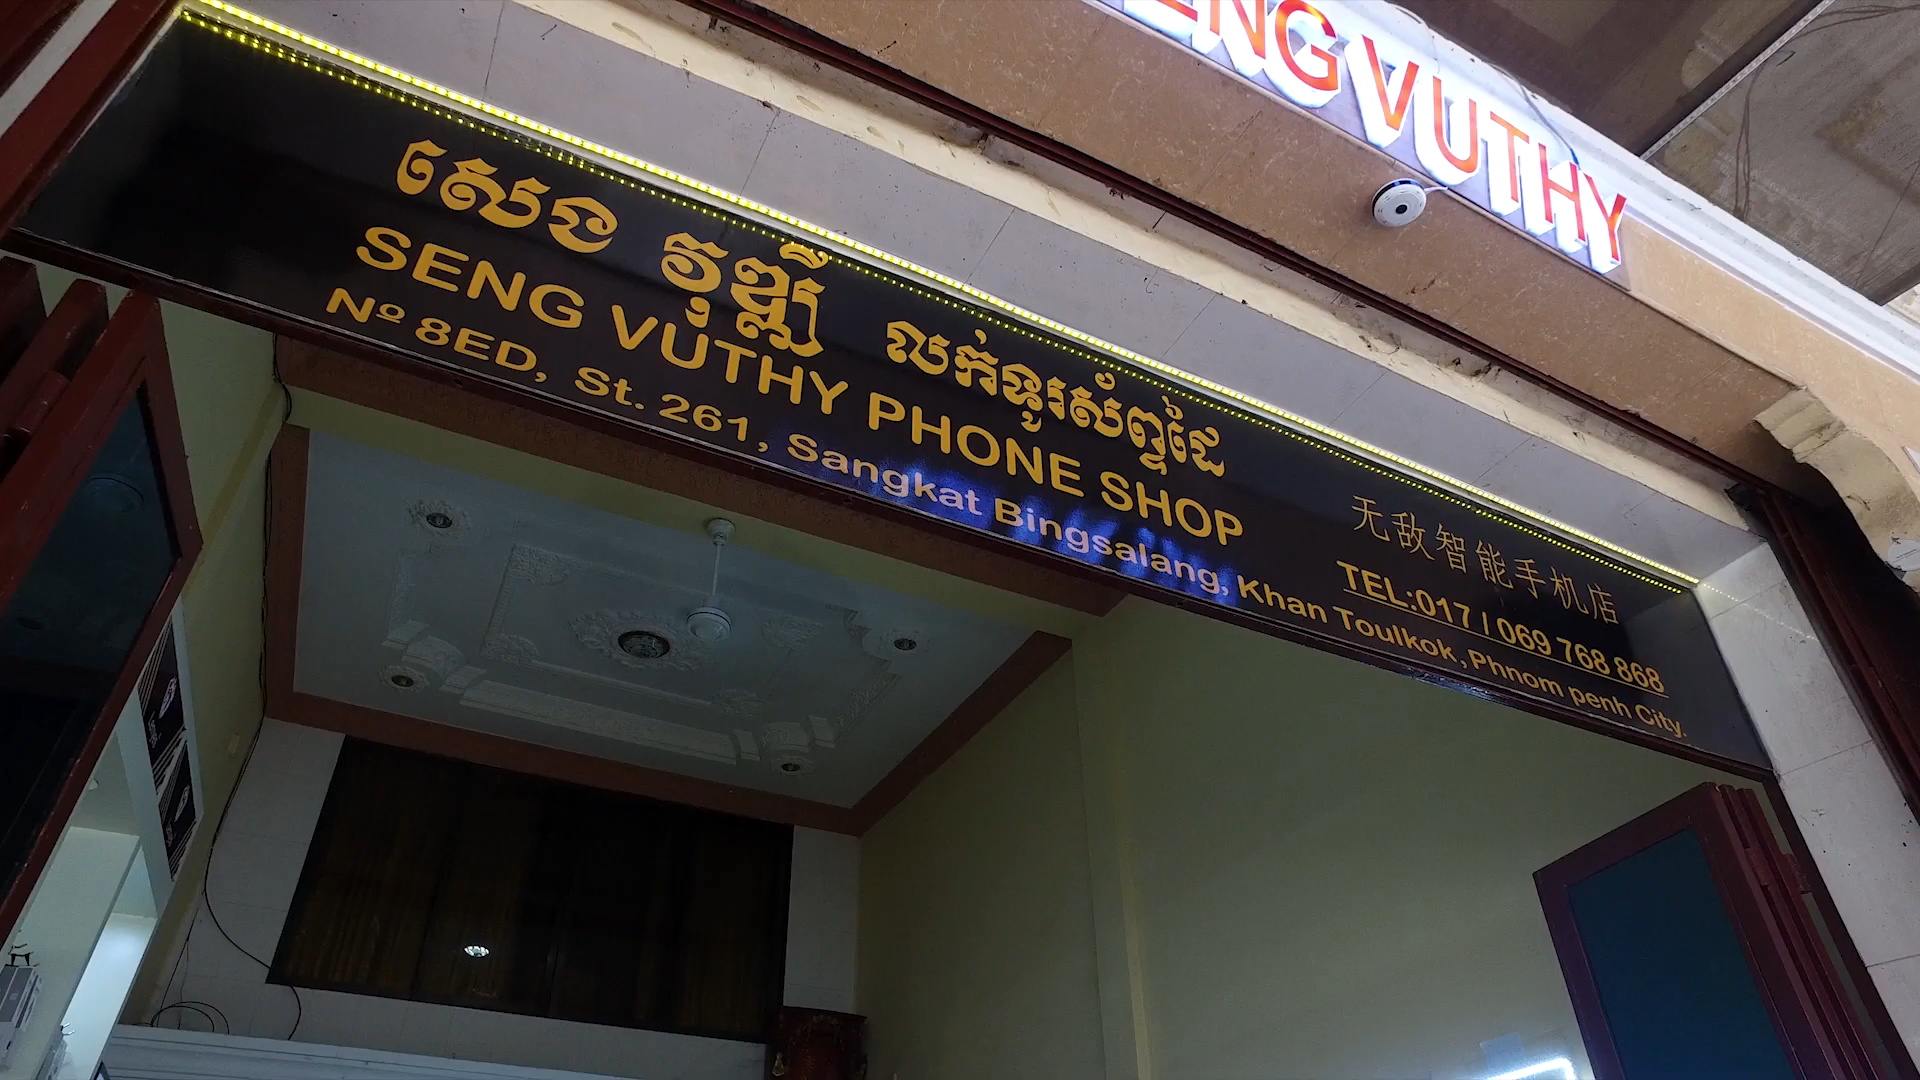 ENG VUTHY
សេង វុឌ្ឍី លក់ទូរស័ព្ទដៃ
SENG VUTHY PHONE SHOP
Nº 8ED, St. 261, Sangkat Bingsalang, Khan Toulkok, Phnom penh City.
无敌智能手机店
TEL:017 / 069 768 868